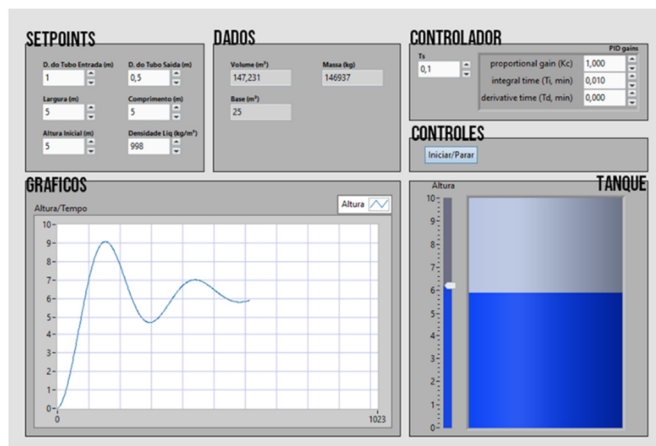 SETPOINTS
D. do Tubo Entrada (m)
1
D. do Tubo Saida (m)
0,5
Largura (m)
5
Comprimento (m)
5
Altura Inicial (m)
5
Densidade Liq (kp/m³)
998
DADOS
Volume (m³)
147,231
Massa (kg)
146937
Base (m²)
25
CONTROLADOR
Ts
0,1
PID gains
proportional gain (Kc)
1,000
integral time (Ti, min)
0,010
derivative time (Td, min)
0,000
CONTROLES
Iniciar/Parar
GRAFICOS
Altura/Tempo
Altura
10
9
8
7
6
5
4
3
2
1
0
0
1023
TANQUE
Altura
10
9
8
7
6
5
4
3
2
1
0